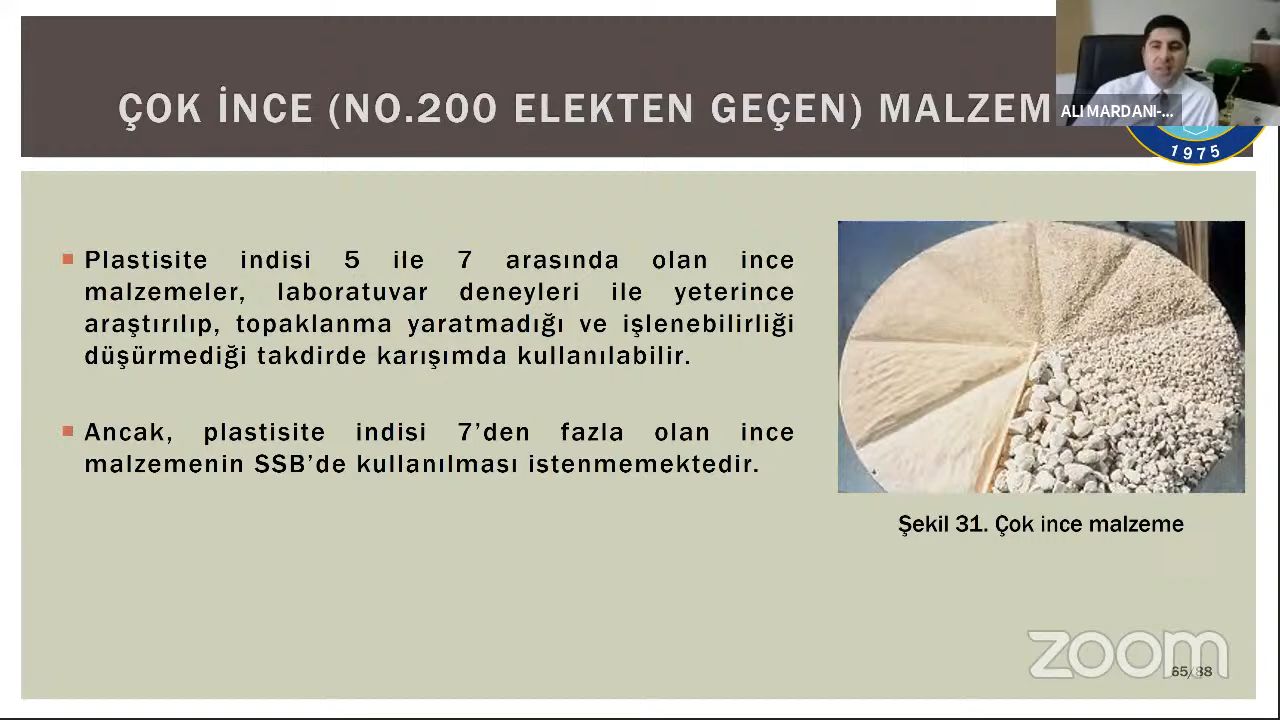 ÇOK İNCE (NO.200 ELEKTEN GEÇEN) MALZEM
ALI MARDANI-...
1975
Plastisite indisi 5 ile 7 arasında olan ince
malzemeler, laboratuvar deneyleri ile yeterince
araştırılıp, topaklanma yaratmadığı ve işlenebilirliği
düşürmediği takdirde karışımda kullanılabilir.
Ancak, plastisite indisi 7’den fazla olan ince
malzemenin SSB’de kullanılması istenmemektedir.
Şekil 31. Çok ince malzeme
zoom
65/88